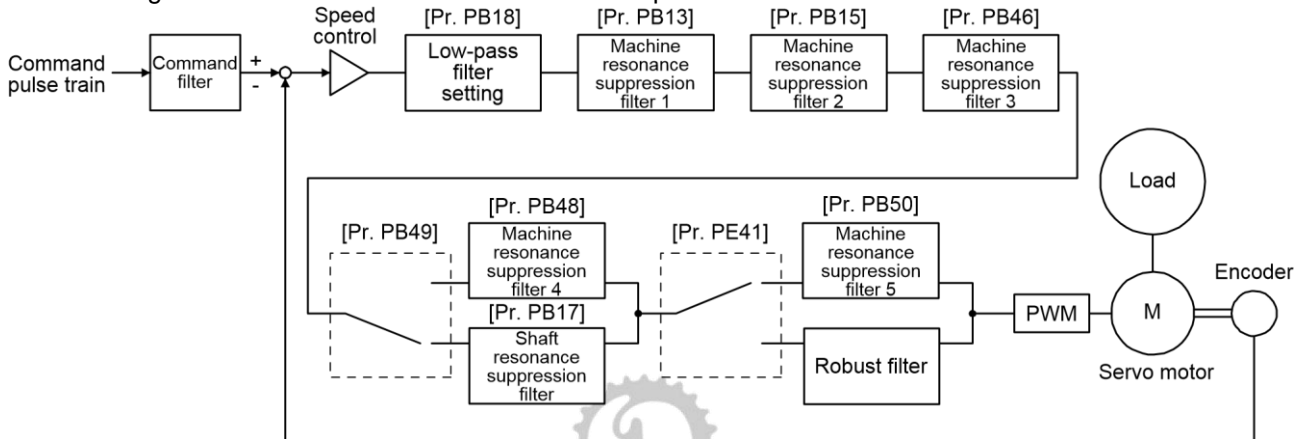 Speed
control
[Pr. PB18]
[Pr. PB13]
[Pr. PB15]
[Pr. PB46]
Command
pulse train
Command
filter
+
-
Low-pass
filter
setting
Machine
resonance
suppression
filter 1
Machine
resonance
suppression
filter 2
Machine
resonance
suppression
filter 3
Load
[Pr. PB49]
[Pr. PB48]
Machine
resonance
suppression
filter 4
[Pr. PB17]
Shaft
resonance
suppression
filter
[Pr. PE41]
[Pr. PB50]
Machine
resonance
suppression
filter 5
Robust filter
PWM
M
Servo motor
Encoder